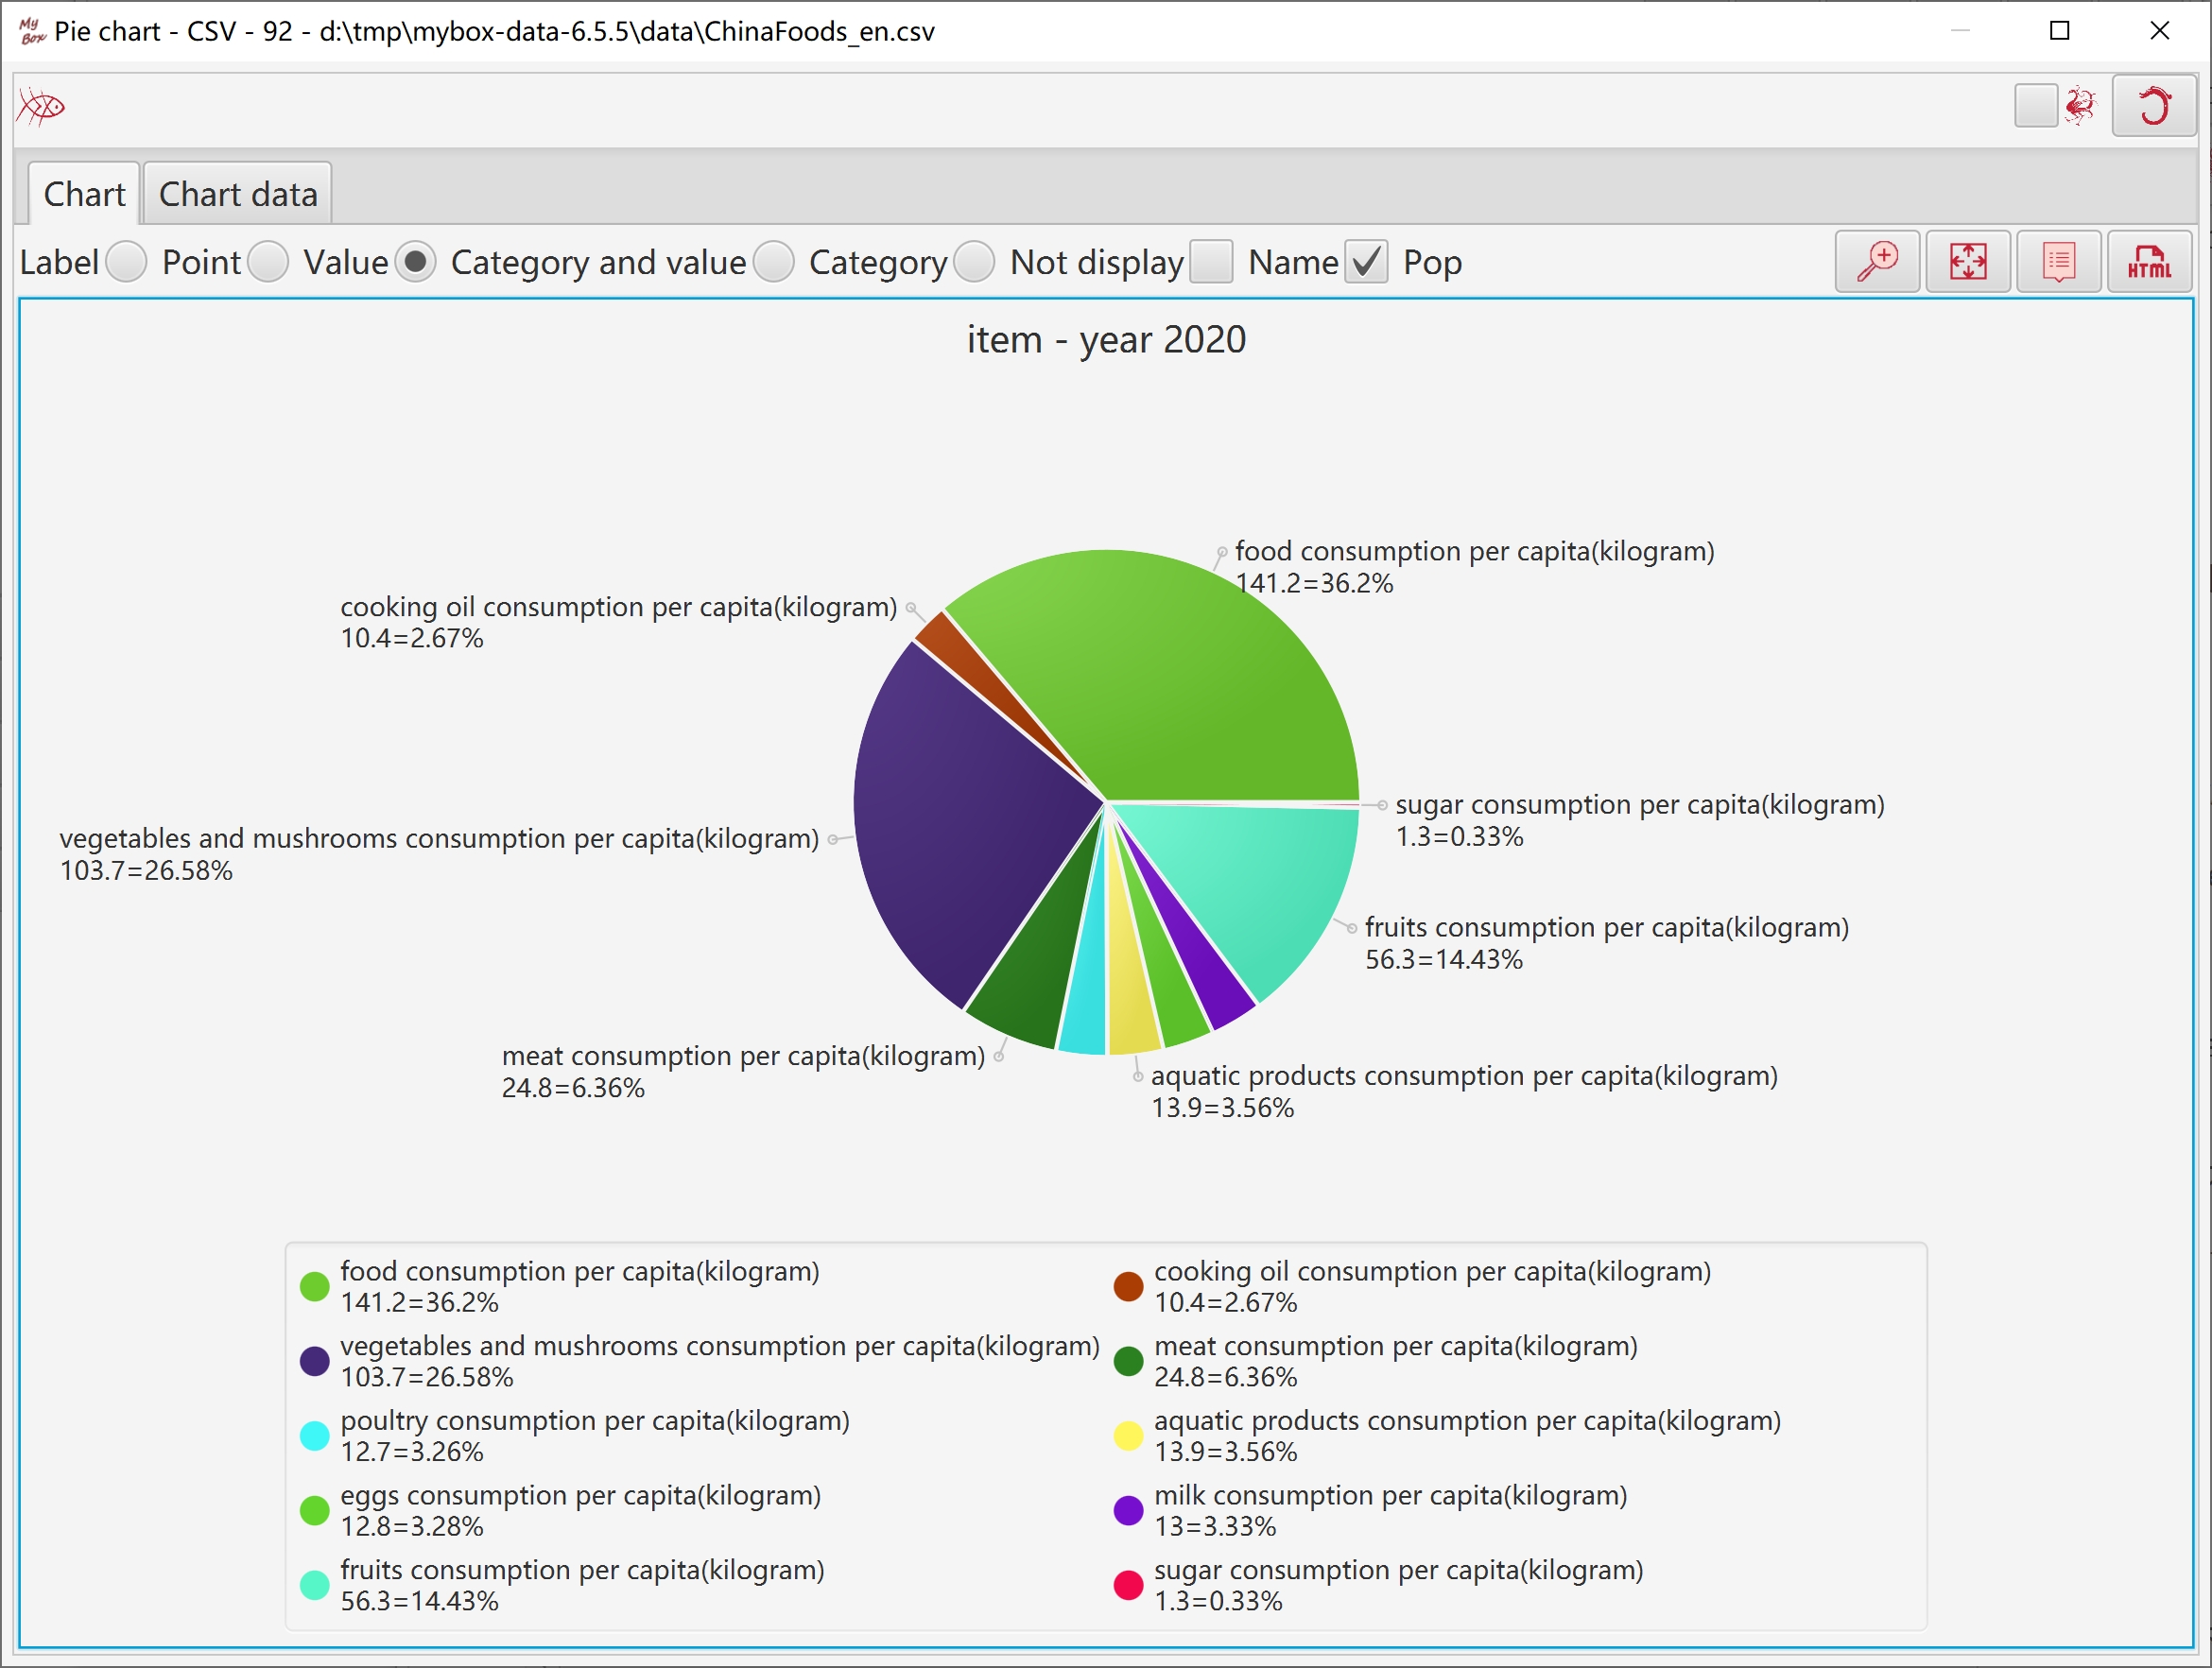 My Box Pie chart - CSV - 92 - d:\tmp\mybox-data-6.5.5\data\ChinaFoods_en.csv
Chart Chart data
Label Point Value Category and value Category Not display Name Pop
HTML
item - year 2020
food consumption per capita(kilogram)
141.2=36.2%
cooking oil consumption per capita(kilogram)
10.4=2.67%
sugar consumption per capita(kilogram)
1.3=0.33%
vegetables and mushrooms consumption per capita(kilogram)
103.7=26.58%
fruits consumption per capita(kilogram)
56.3=14.43%
meat consumption per capita(kilogram)
24.8=6.36%
aquatic products consumption per capita(kilogram)
13.9=3.56%
food consumption per capita(kilogram)
141.2=36.2%
cooking oil consumption per capita(kilogram)
10.4=2.67%
vegetables and mushrooms consumption per capita(kilogram)
103.7=26.58%
meat consumption per capita(kilogram)
24.8=6.36%
poultry consumption per capita(kilogram)
12.7=3.26%
aquatic products consumption per capita(kilogram)
13.9=3.56%
eggs consumption per capita(kilogram)
12.8=3.28%
milk consumption per capita(kilogram)
13=3.33%
fruits consumption per capita(kilogram)
56.3=14.43%
sugar consumption per capita(kilogram)
1.3=0.33%